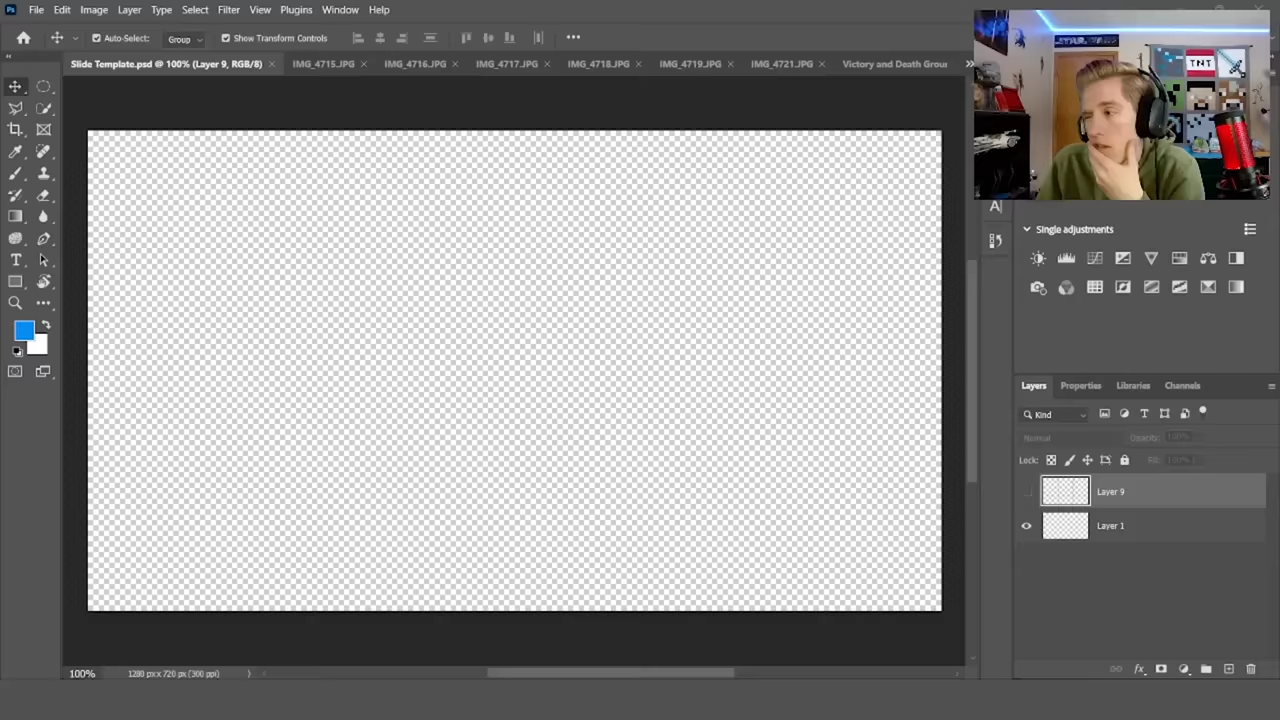 Ps File Edit Image Layer Type Select Filter View Plugins Window Help
Auto-Select: Group Show Transform Controls
Slide Template.psd @ 100% (Layer 9, RGB/8) IMG_4715.JPG IMG_4716.JPG IMG_4717.JPG IMG_4718.JPG IMG_4719.JPG IMG_4721.JPG Victory and Death Grou
TNT
A
Single adjustments
Layers Properties Libraries Channels
Kind
Normal Opacity: 100%
Lock: Fill: 100%
Layer 9
Layer 1
100% 1280 px x 720 px (300 ppi)